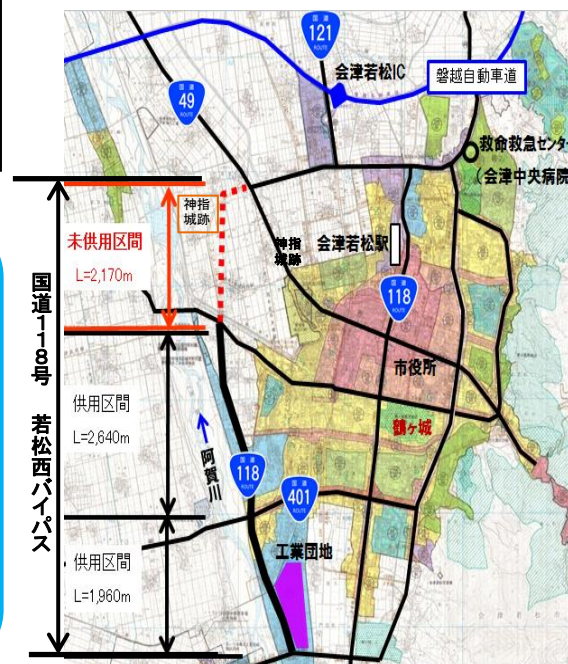 国道
121
ROUTE
会津若松IC
磐越自動車道
国道
49
ROUTE
救命救急センタ
(会津中央病院
神指
城跡
未供用区間
L=2,170m
神指
城跡
会津若松駅
国道
118
ROUTE
国道118号 若松西バイパス
市役所
供用区間
L=2,640m
鶴ヶ城
阿賀川
国道
118
ROUTE
国道
401
ROUTE
工業団地
供用区間
L=1,960m